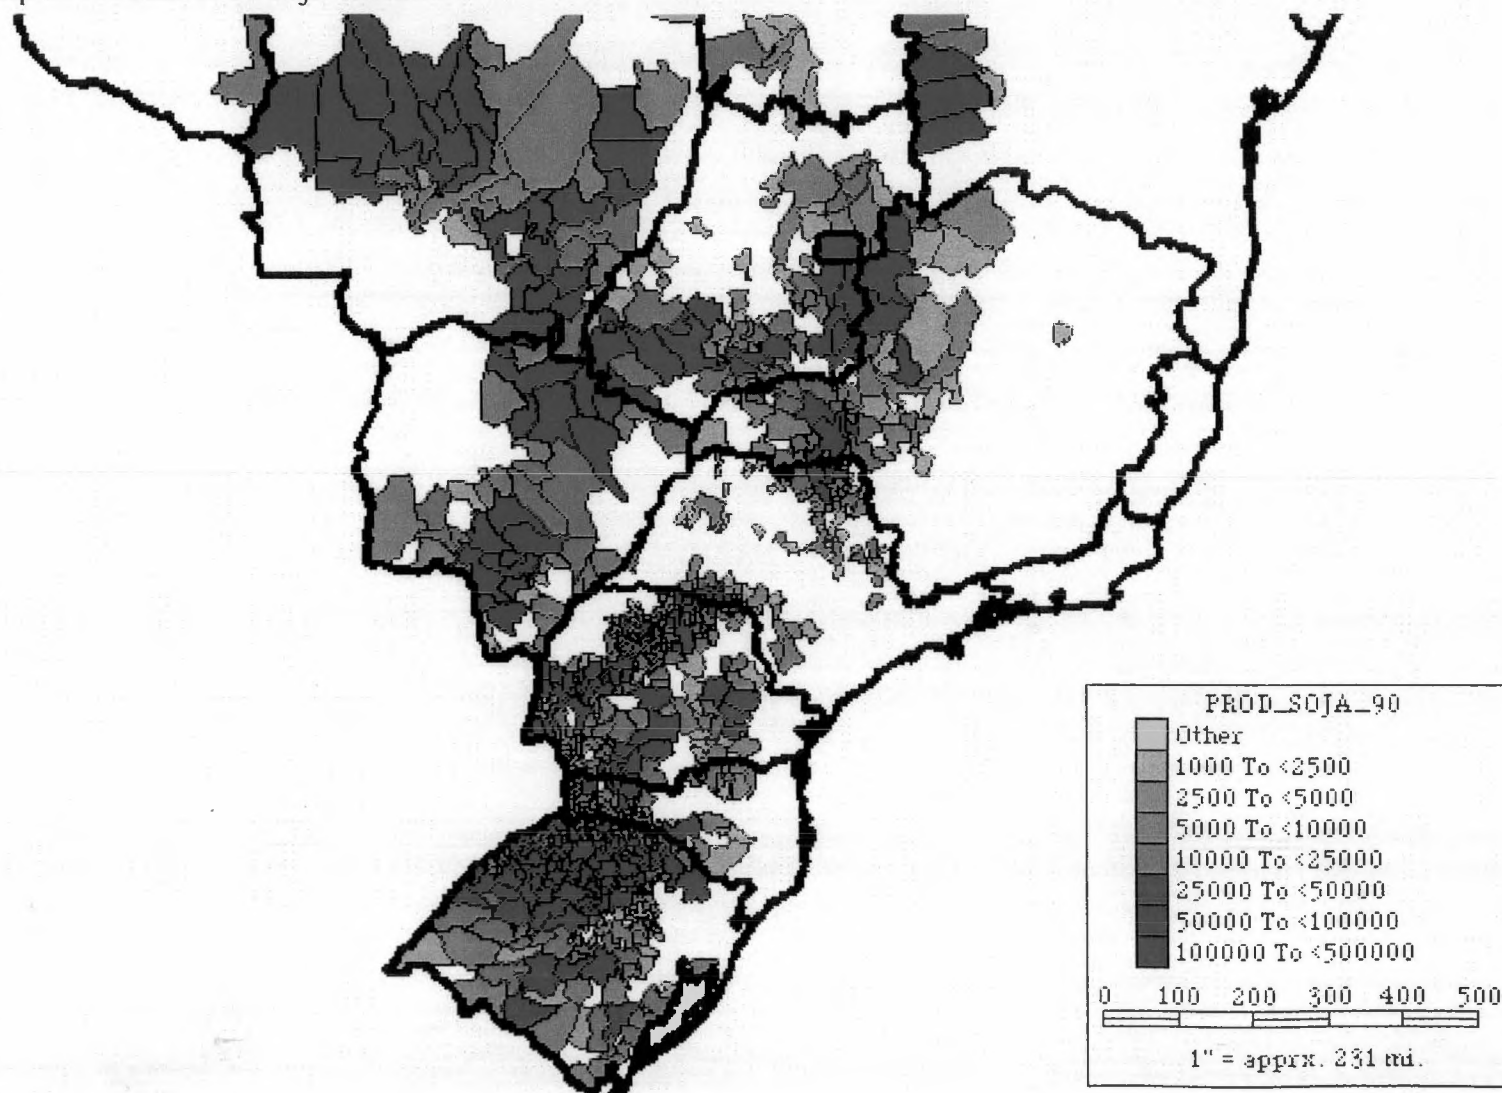 PROD_SOJA_90
Other
1000 To <2500
2500 To <5000
5000 To <10000
10000 To <25000
25000 To <50000
50000 To <100000
100000 To <500000
0 100 200 300 400 500
1" = apprx. 231 mi.